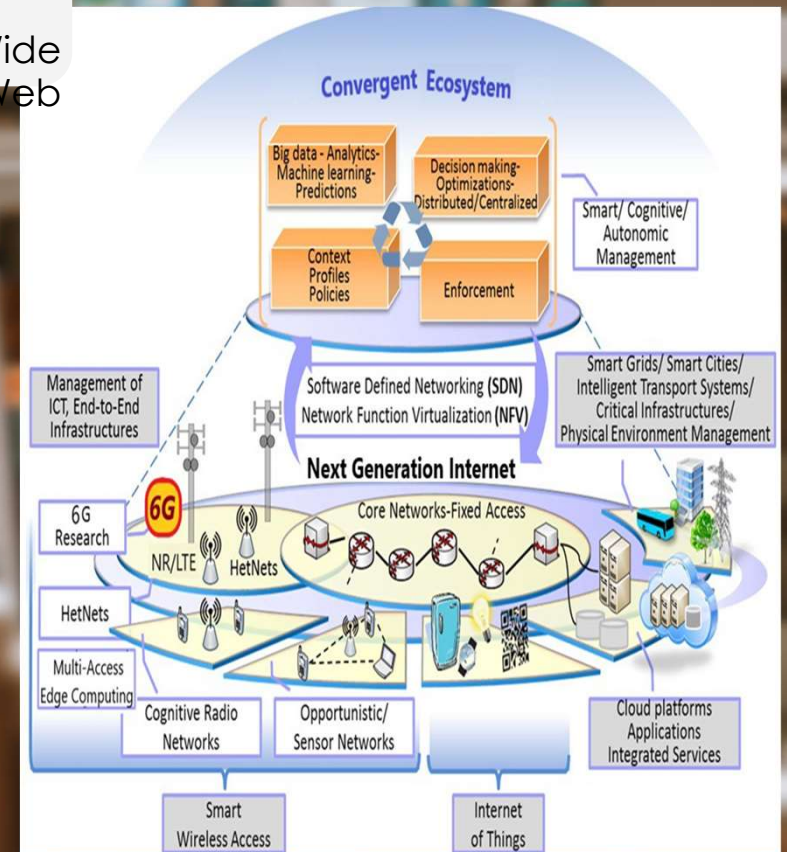 Wide
Web
Convergent Ecosystem
Big data - Analytics-
Machine learning-
Predictions
Decision making-
Optimizations-
Distributed/Centralized
Context
Profiles
Policies
Enforcement
Smart/ Cognitive/
Autonomic
Management
Management of
ICT, End-to-End
Infrastructures
Software Defined Networking (SDN)
Network Function Virtualization (NFV)
Smart Grids/ Smart Cities/
Intelligent Transport Systems/
Critical Infrastructures/
Physical Environment Management
Next Generation Internet
6G
Research
6G
NR/LTE
HetNets
Core Networks-Fixed Access
HetNets
Multi-Access
Edge Computing
Cognitive Radio
Networks
Opportunistic/
Sensor Networks
Cloud platforms
Applications
Integrated Services
Smart
Wireless Access
Internet
of Things